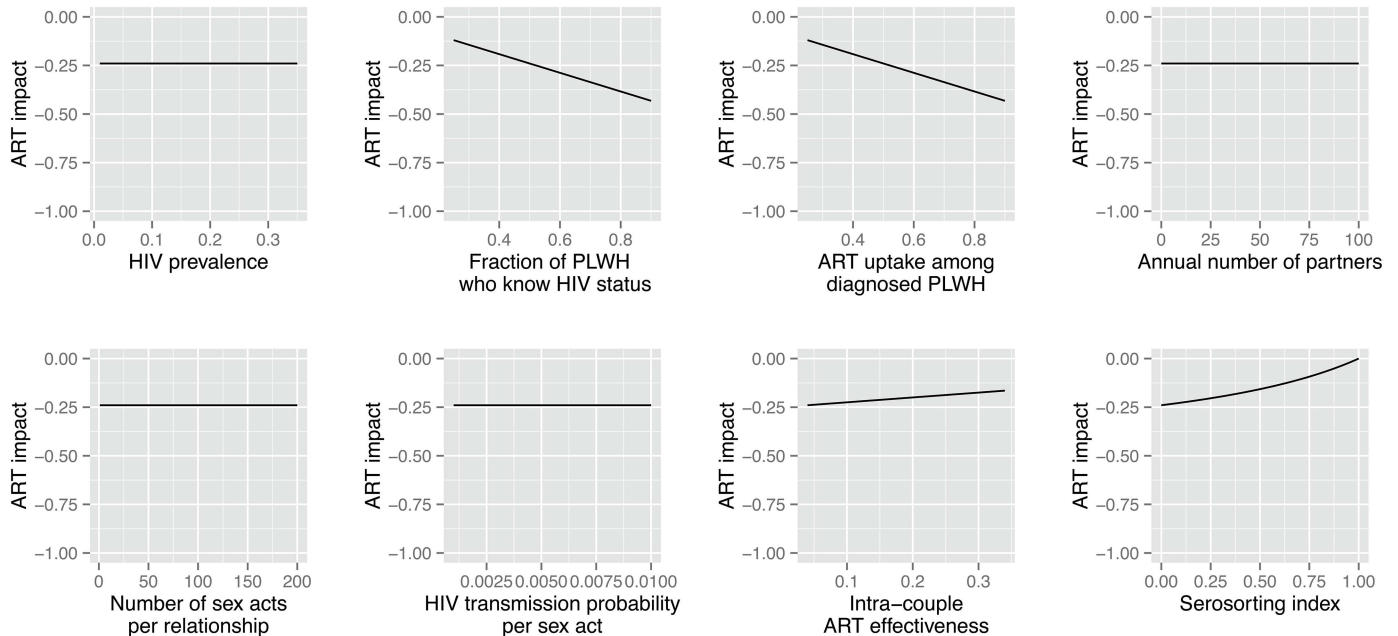 0.00
−0.25
−0.50
−0.75
−1.00
ART impact
0.0 0.1 0.2 0.3
HIV prevalence
0.00
−0.25
−0.50
−0.75
−1.00
ART impact
0.4 0.6 0.8
Fraction of PLWH
who know HIV status
0.00
−0.25
−0.50
−0.75
−1.00
ART impact
0.4 0.6 0.8
ART uptake among
diagnosed PLWH
0.00
−0.25
−0.50
−0.75
−1.00
ART impact
0 25 50 75 100
Annual number of partners
0.00
−0.25
−0.50
−0.75
−1.00
ART impact
0 50 100 150 200
Number of sex acts
per relationship
0.00
−0.25
−0.50
−0.75
−1.00
ART impact
0.0025 0.0050 0.0075 0.0100
HIV transmission probability
per sex act
0.00
−0.25
−0.50
−0.75
−1.00
ART impact
0.1 0.2 0.3
Intra−couple
ART effectiveness
0.00
−0.25
−0.50
−0.75
−1.00
ART impact
0.00 0.25 0.50 0.75 1.00
Serosorting index